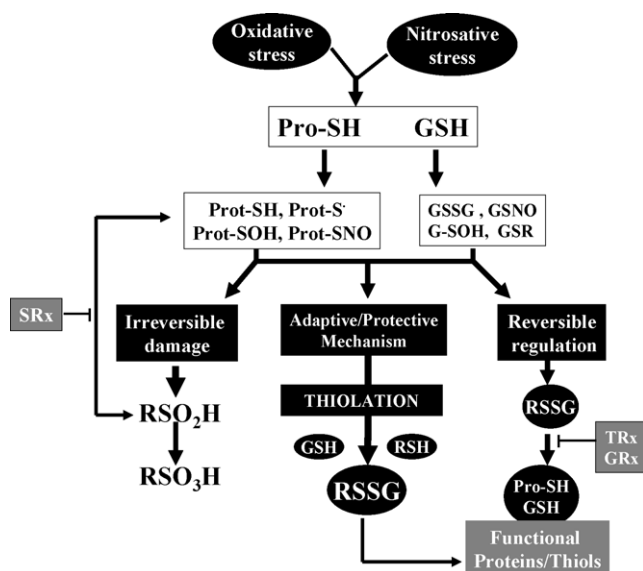 Oxidative
stress
Nitrosative
stress
Pro-SH GSH
Prot-SH, Prot-S·
Prot-SOH, Prot-SNO
GSSG , GSNO
G-SOH, GSR
SRx
Irreversible
damage
Adaptive/Protective
Mechanism
Reversible
regulation
RSO₂H
RSO₃H
THIOLATION
GSH
RSH
RSSG
RSSG
TRx
GRx
Pro-SH
GSH
Functional
Proteins/Thiols